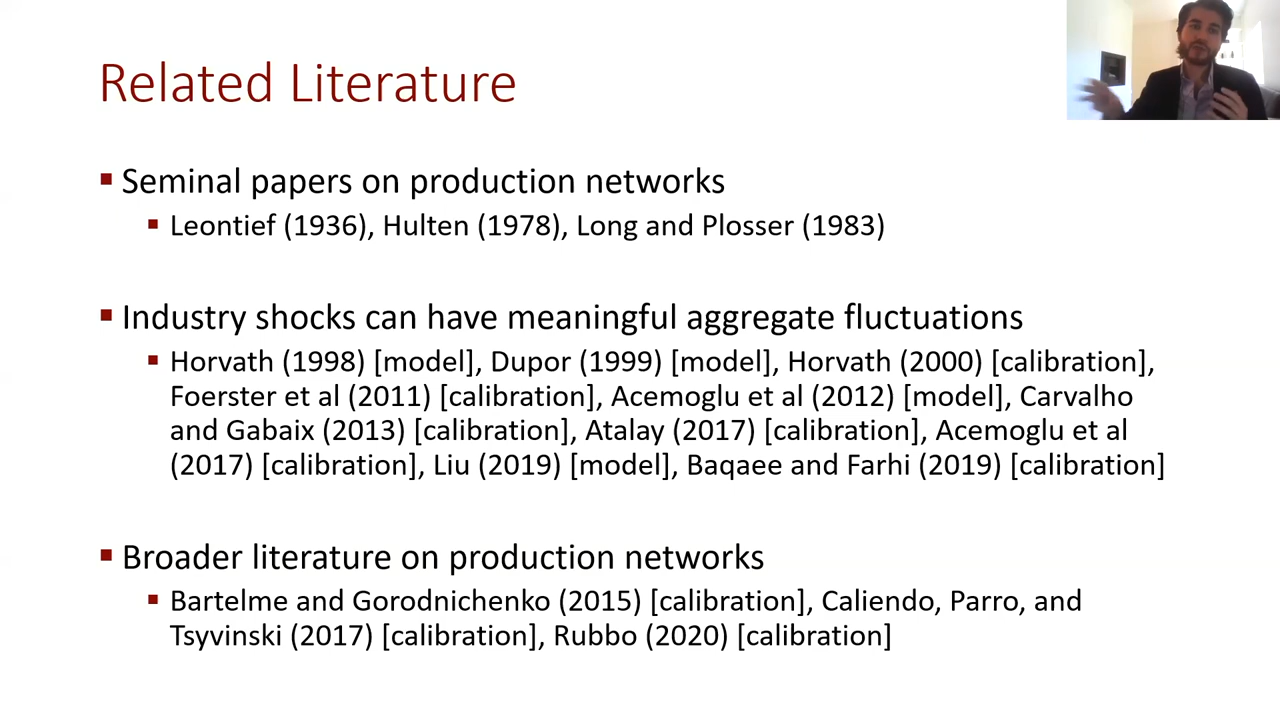 Related Literature
Seminal papers on production networks
Leontief (1936), Hulten (1978), Long and Plosser (1983)
Industry shocks can have meaningful aggregate fluctuations
Horvath (1998) [model], Dupor (1999) [model], Horvath (2000) [calibration],
Foerster et al (2011) [calibration], Acemoglu et al (2012) [model], Carvalho
and Gabaix (2013) [calibration], Atalay (2017) [calibration], Acemoglu et al
(2017) [calibration], Liu (2019) [model], Baqaee and Farhi (2019) [calibration]
Broader literature on production networks
Bartelme and Gorodnichenko (2015) [calibration], Caliendo, Parro, and
Tsyvinski (2017) [calibration], Rubbo (2020) [calibration]